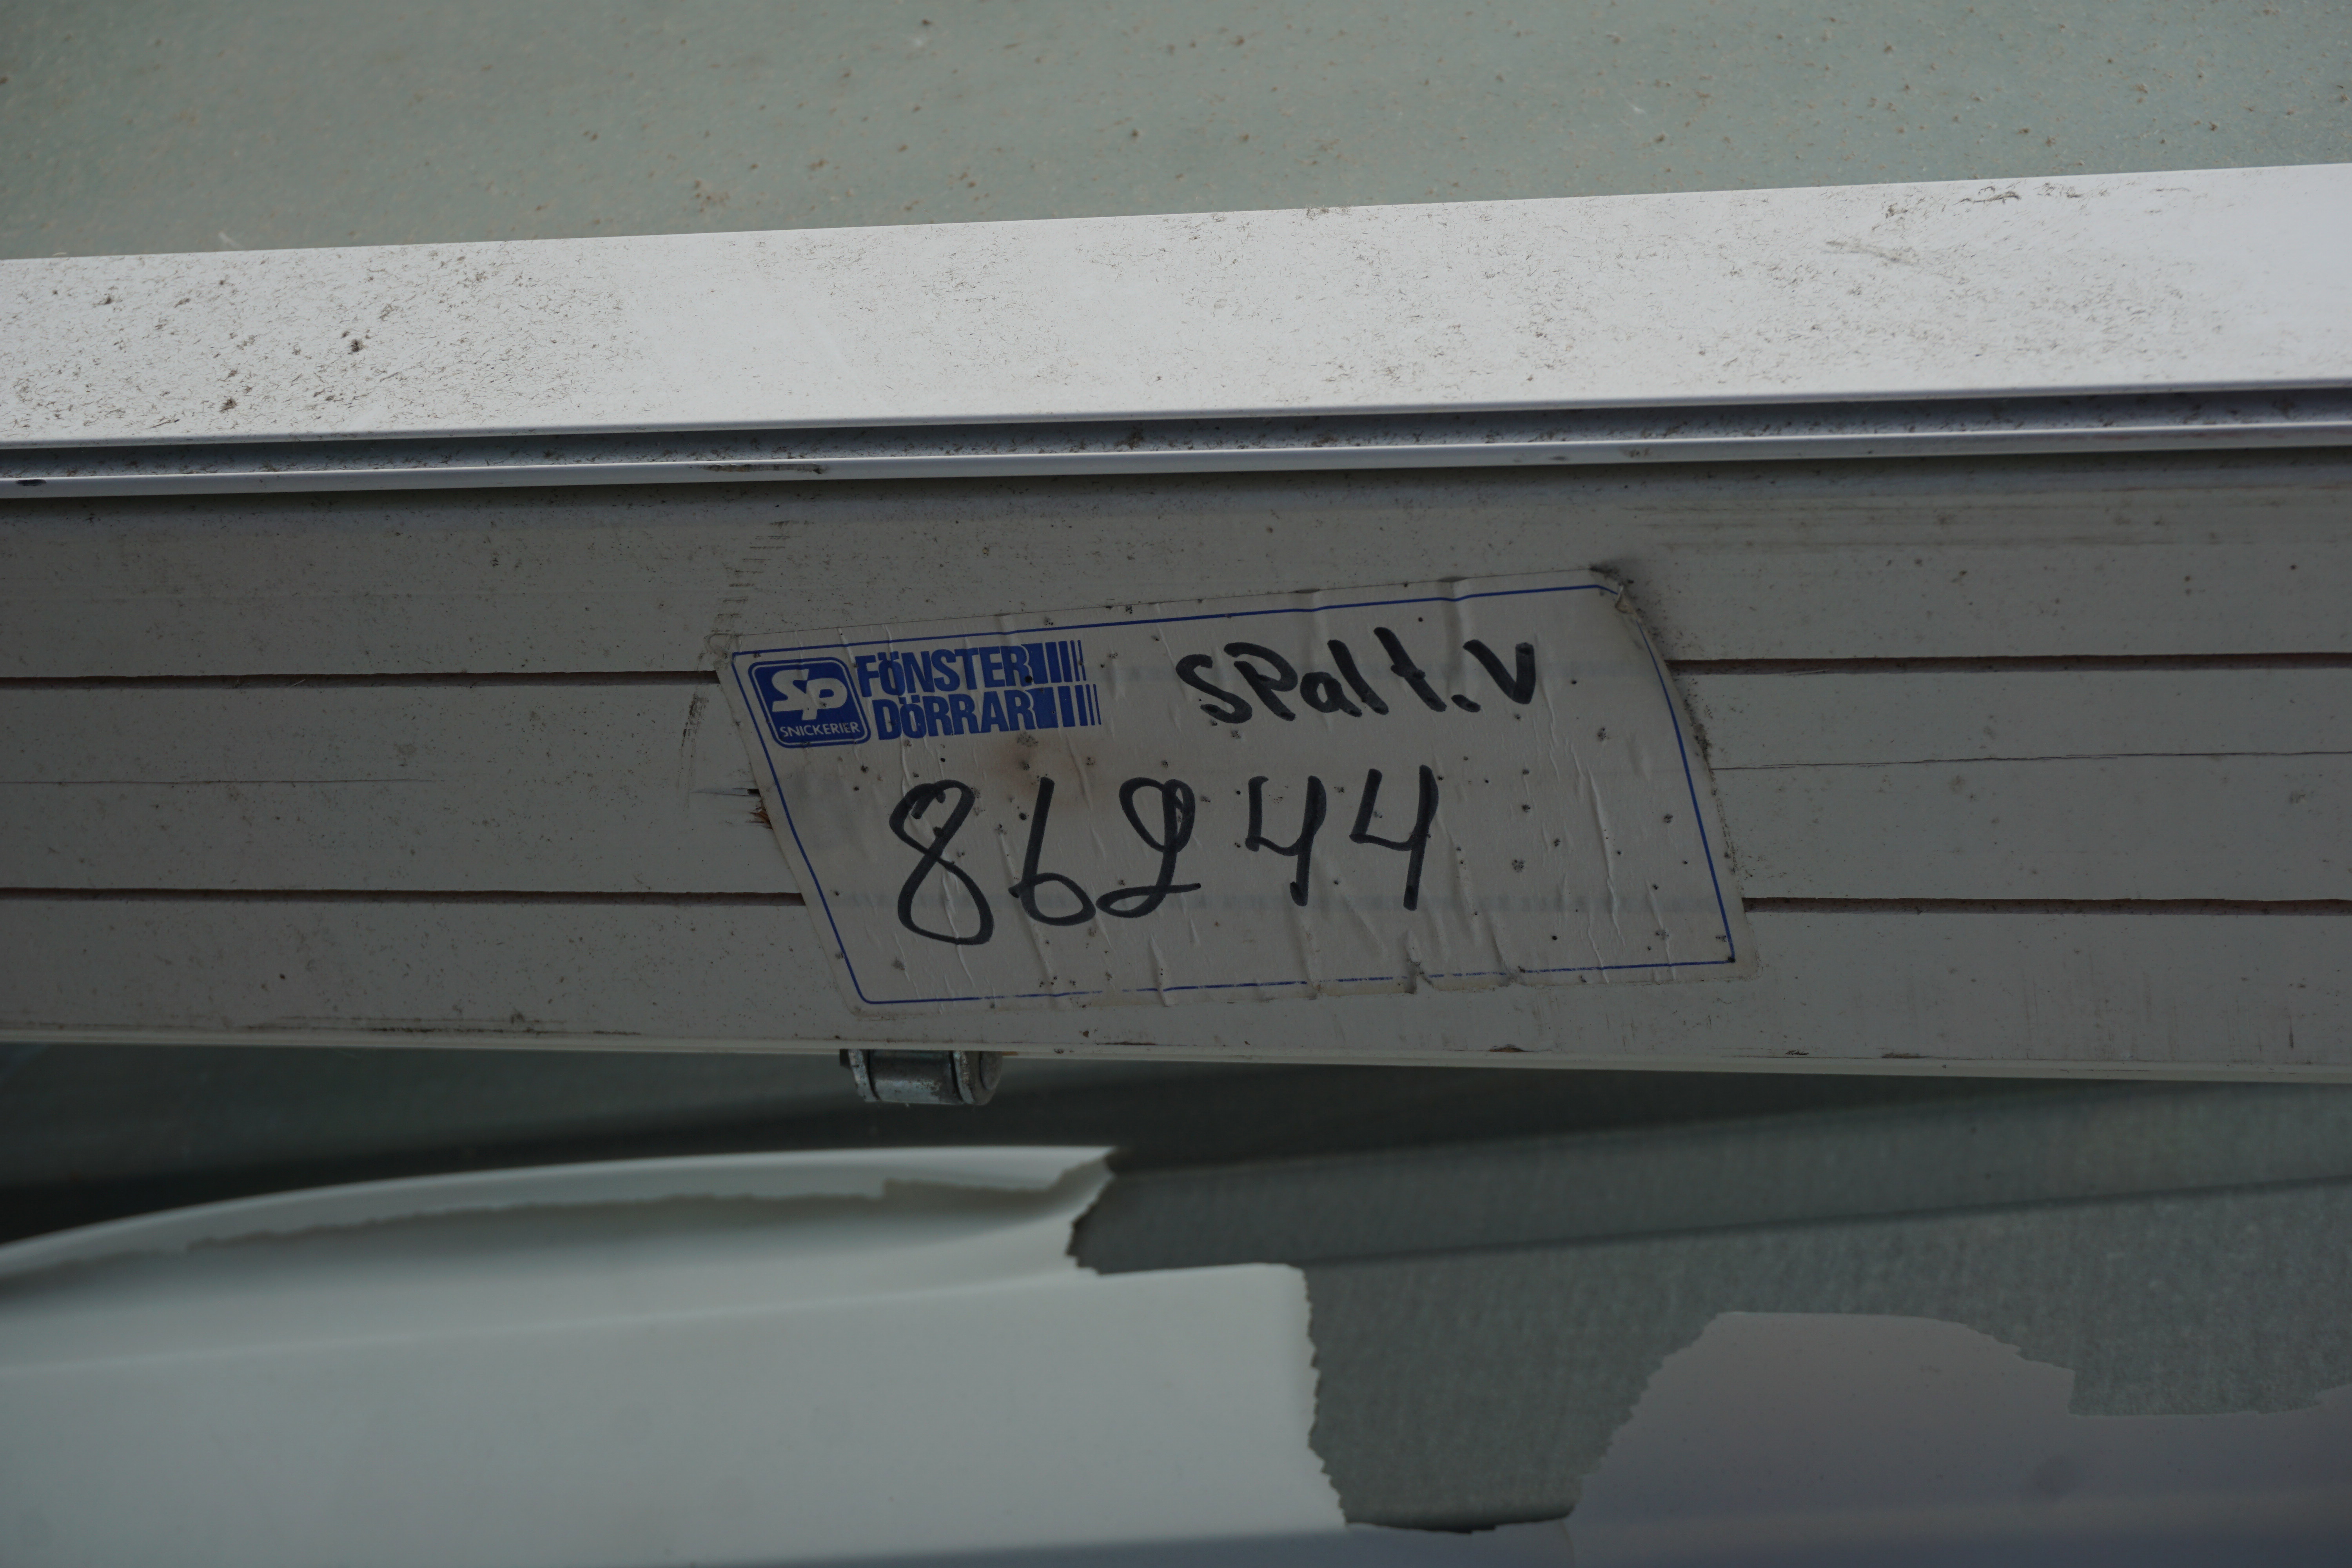 SP FÖNSTER SPalt.V
SNICKERIER DÖRRAR
86244